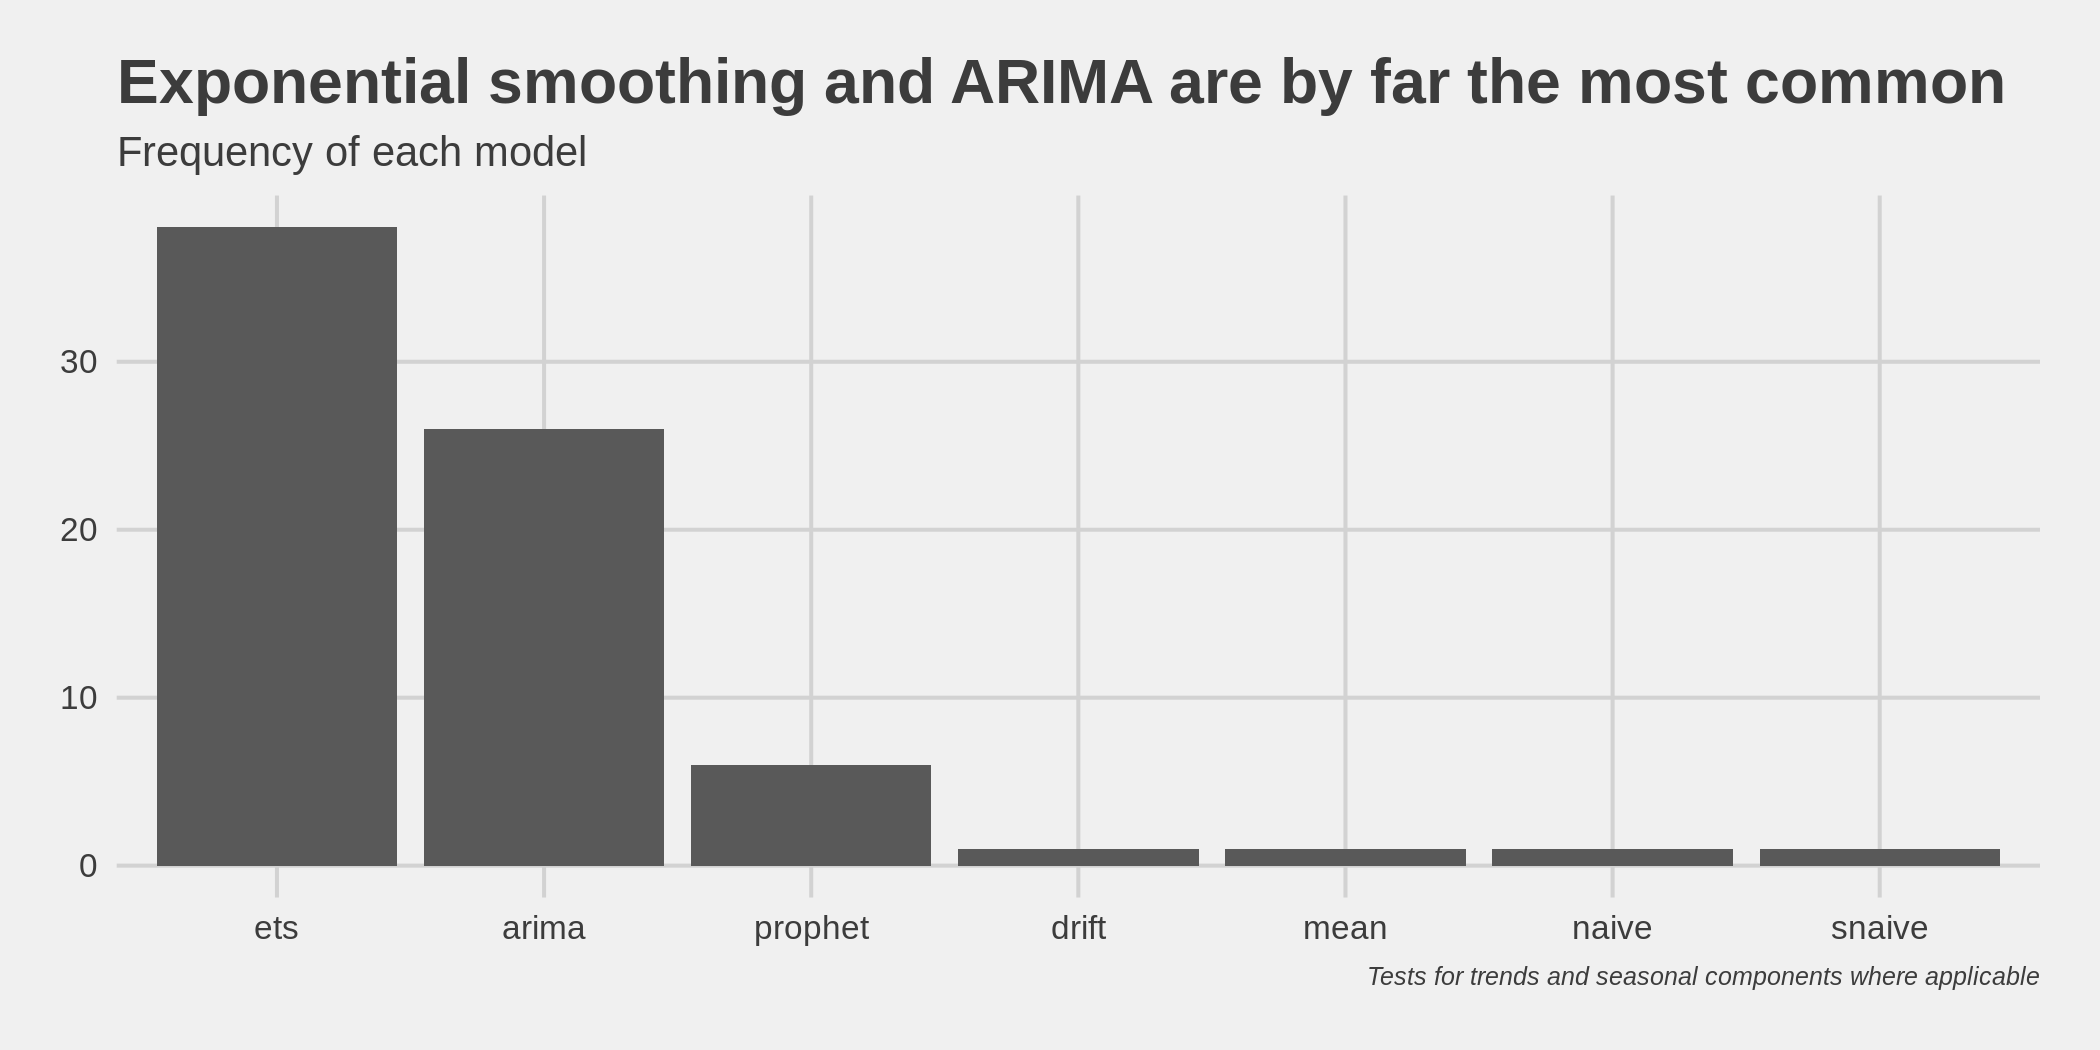 Exponential smoothing and ARIMA are by far the most common
Frequency of each model
30
20
10
0
ets arima prophet drift mean naive snaive
Tests for trends and seasonal components where applicable